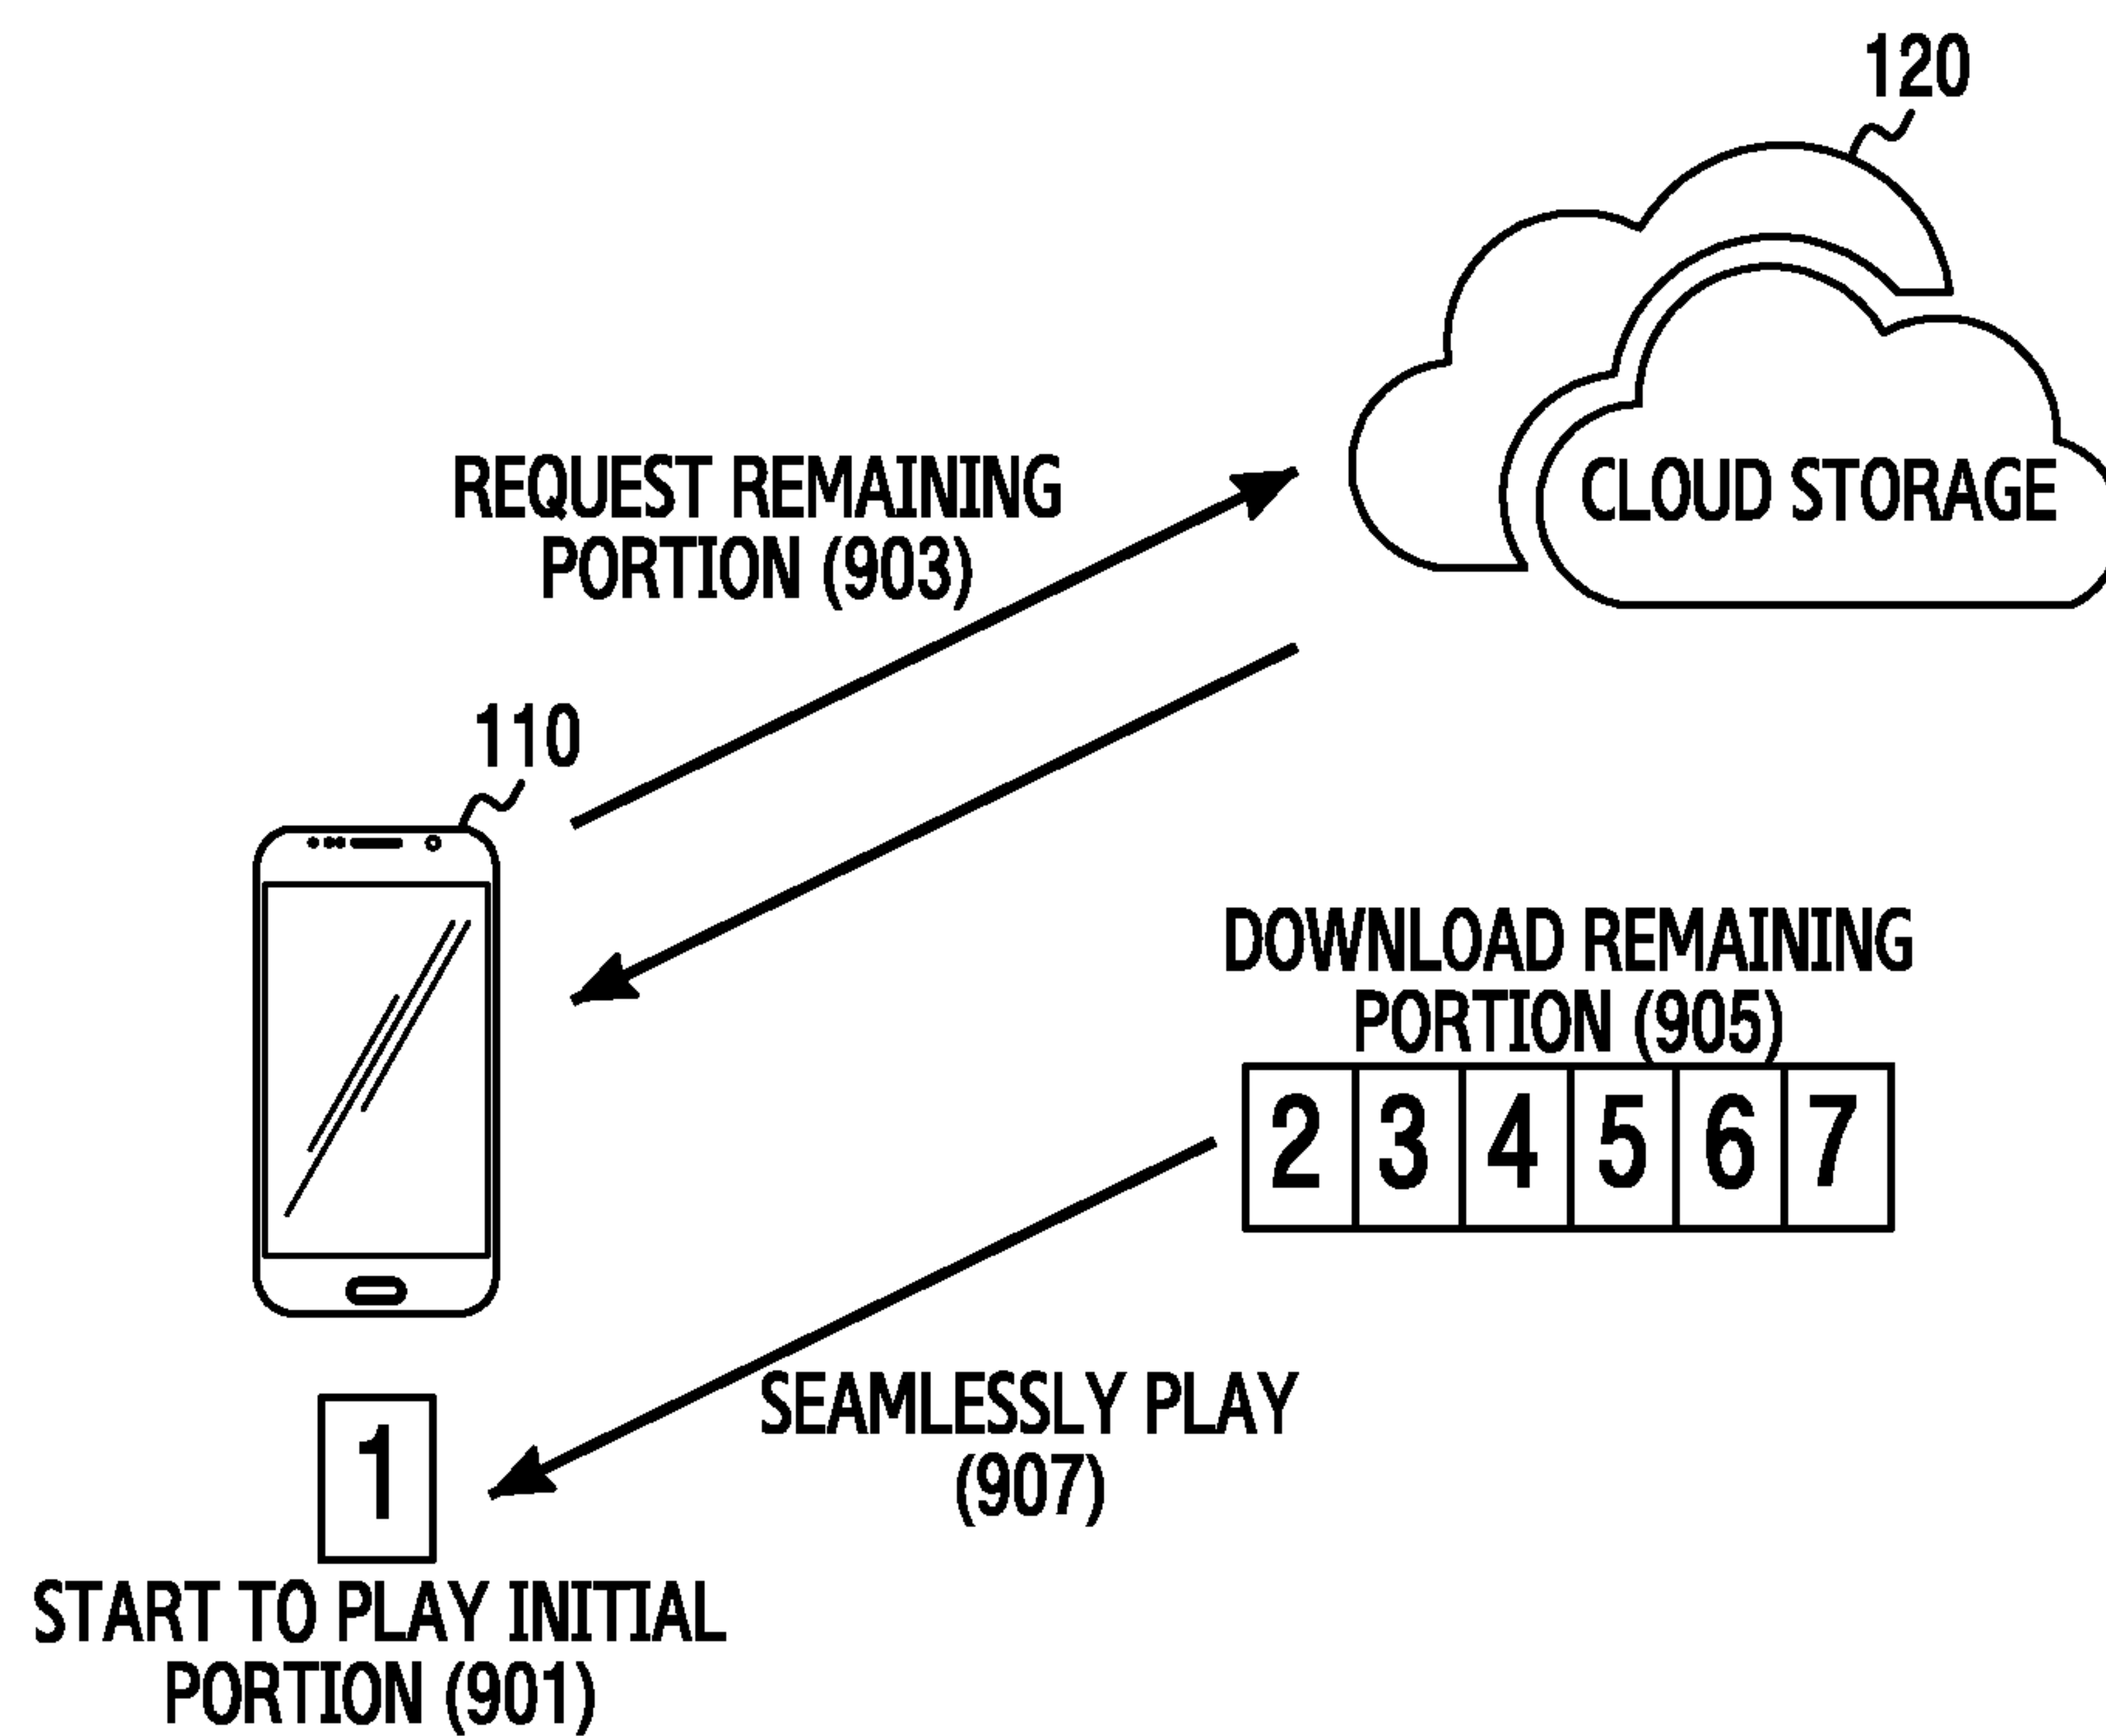 120
CLOUD STORAGE
REQUEST REMAINING
PORTION (903)
110
DOWNLOAD REMAINING
PORTION (905)
2 3 4 5 6 7
SEAMLESSLY PLAY
(907)
1
START TO PLAY INITIAL
PORTION (901)